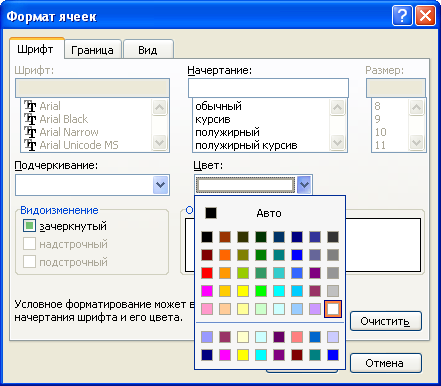 Формат ячеек
Шрифт
Граница
Вид
Шрифт:
Начертание:
Размер:
Arial
Arial Black
Arial Narrow
Arial Unicode MS
обычный
курсив
полужирный
полужирный курсив
8
9
10
11
Подчеркивание:
Цвет:
Видоизменение
О
зачеркнутый
надстрочный
подстрочный
Авто
Условное форматирование может в
начертания шрифта и его цвета.
Очистить
Отмена